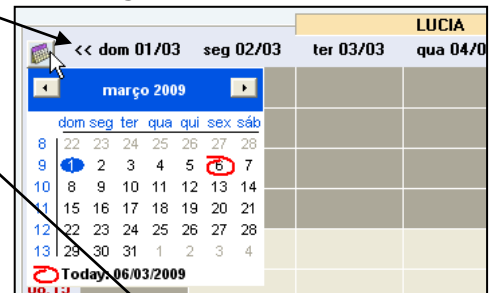 LUCIA
<< dom 01/03 seg 02/03 ter 03/03 qua 04/0
março 2009
dom seg ter qua qui sex sáb
8 22 23 24 25 26 27 28
9 1 2 3 4 5 6 7
10 8 9 10 11 12 13 14
11 15 16 17 18 19 20 21
12 22 23 24 25 26 27 28
13 29 30 31 1 2 3 4
Today: 06/03/2009